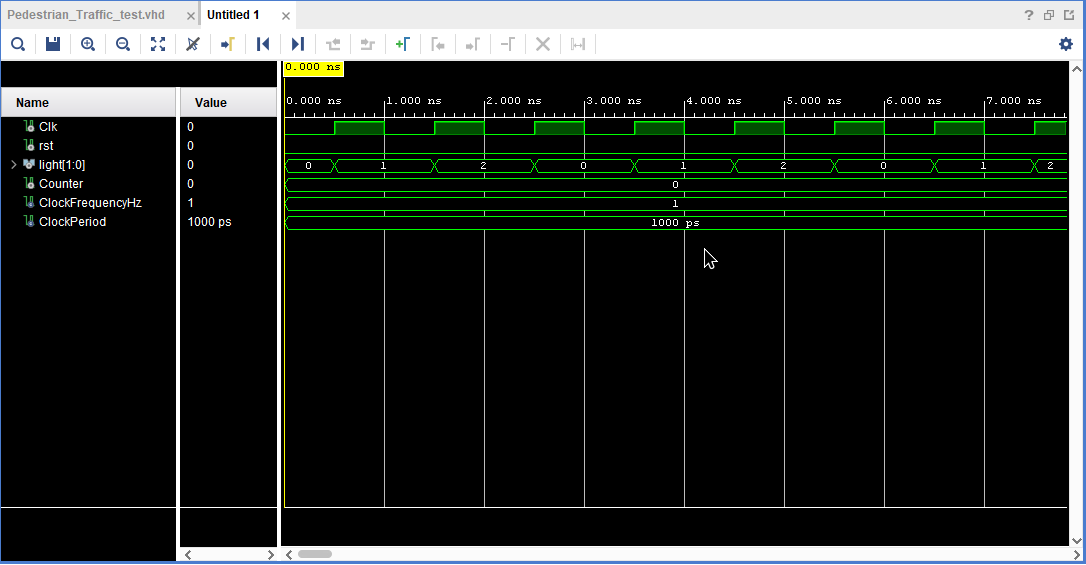 Pedestrian_Traffic_test.vhd × Untitled 1 ×
?
0.000 ns
Name Value
0.000 ns 1.000 ns 2.000 ns 3.000 ns 4.000 ns 5.000 ns 6.000 ns 7.000 ns
Clk 0
rst 0
light[1:0] 0 0 1 2 0 1 2 0 1 2
Counter 0 0
ClockFrequencyHz 1 1
ClockPeriod 1000 ps 1000 ps